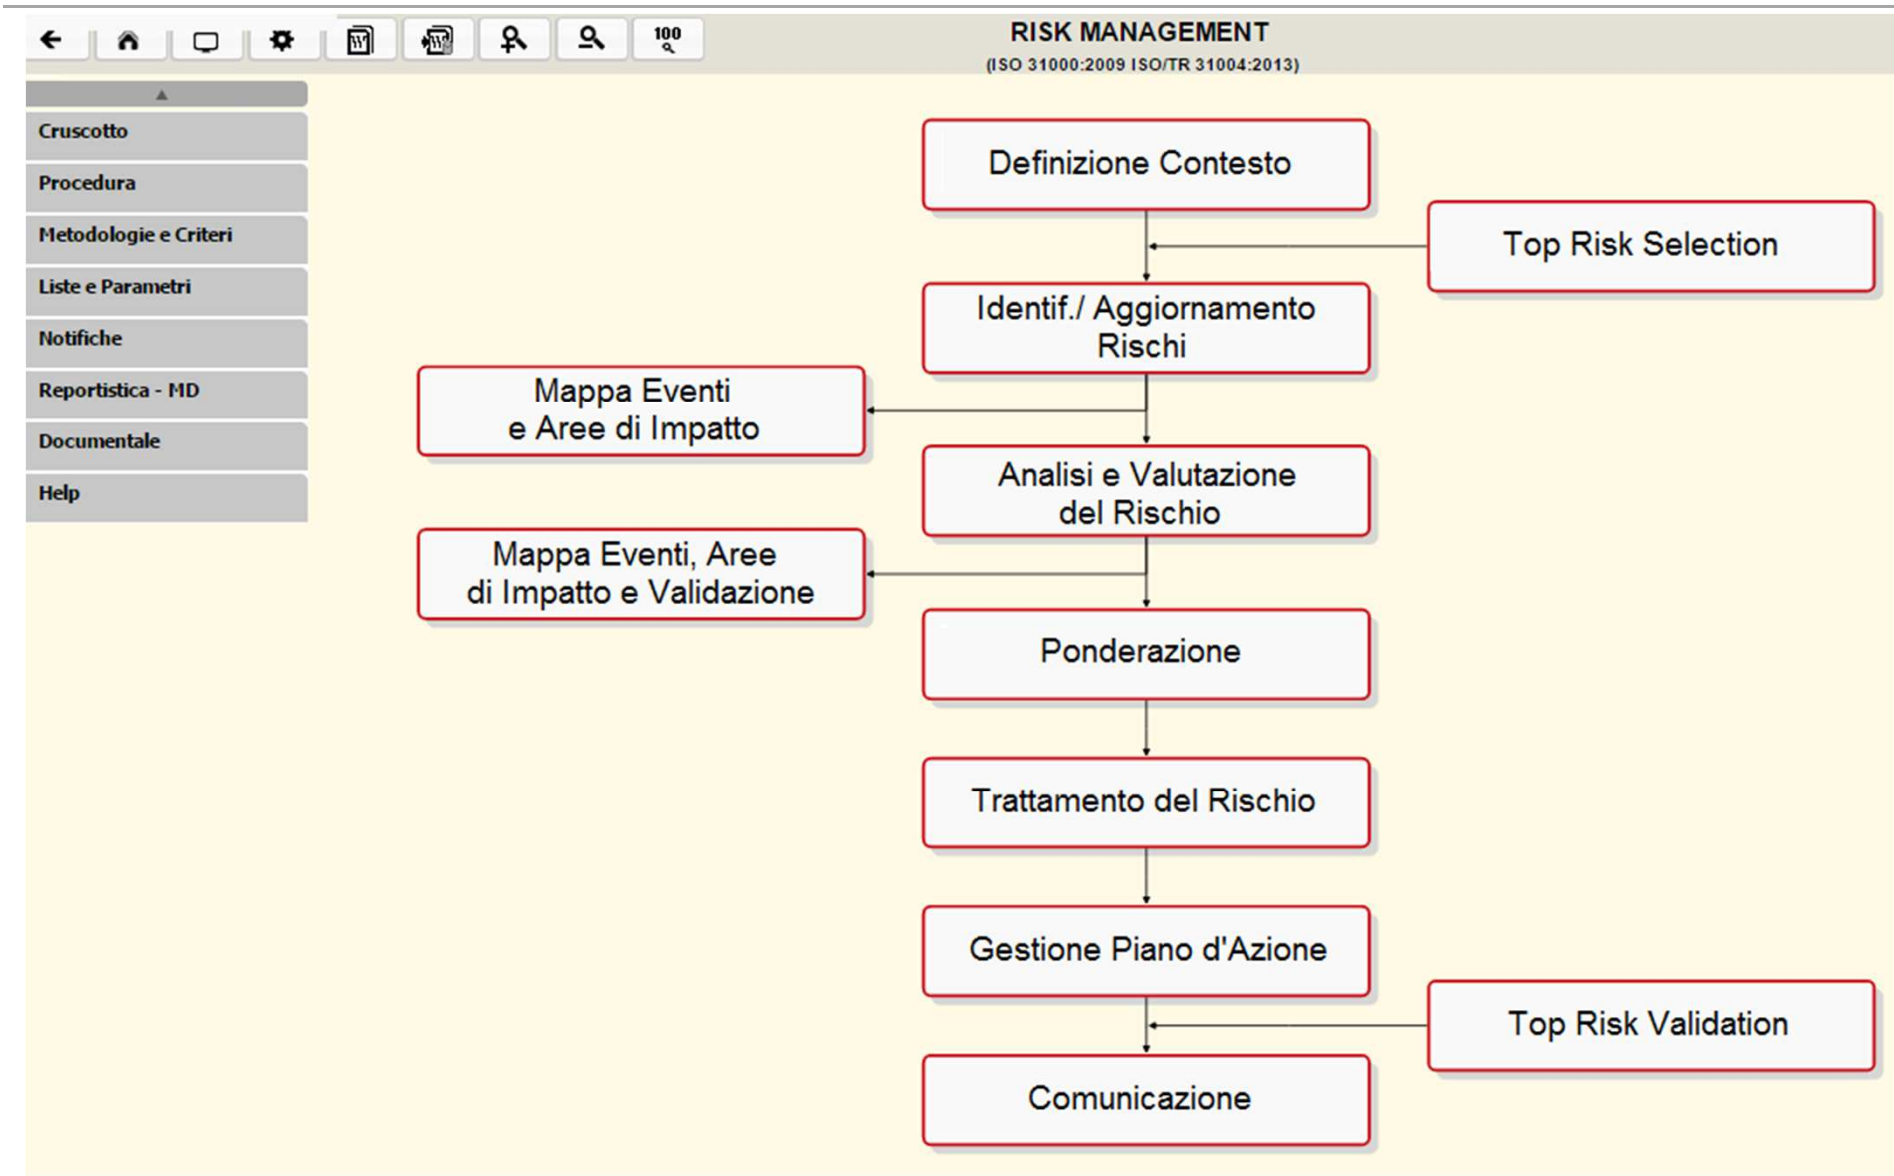 100
RISK MANAGEMENT
(ISO 31000:2009 ISO/TR 31004:2013)
Cruscotto
Procedura
Metodologie e Criteri
Liste e Parametri
Notifiche
Reportistica - MD
Documentale
Help
Definizione Contesto
Top Risk Selection
Identif./ Aggiornamento
Rischi
Mappa Eventi
e Aree di Impatto
Analisi e Valutazione
del Rischio
Mappa Eventi, Aree
di Impatto e Validazione
Ponderazione
Trattamento del Rischio
Gestione Piano d'Azione
Top Risk Validation
Comunicazione